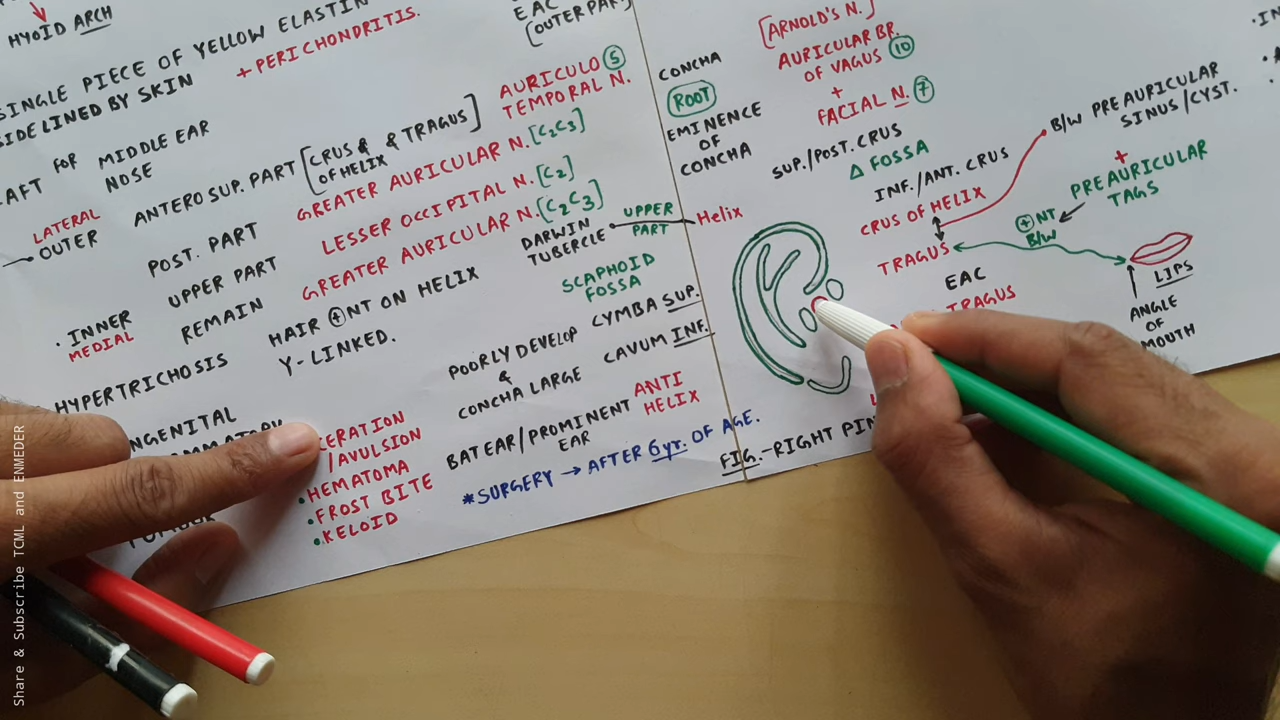 HYOID ARCH
SINGLE PIECE OF YELLOW ELASTIN
SIDE LINED BY SKIN
+ PERICHONDRITIS.
EAC
[OUTER PART]
FOR MIDDLE EAR
NOSE
LATERAL
OUTER
ANTERO SUP. PART [CRUS & & TRAGUS]
OF HELIX
AURICULO ⑤
TEMPORAL N.
POST. PART
GREATER AURICULAR N. [C₂C₃]
UPPER PART
LESSER OCCIPITAL N. [C₂]
REMAIN
GREATER AURICULAR N. [C₂C₃]
• INNER
MEDIAL
HYPERTRICHOSIS
HAIR ⊕NT ON HELIX
Y-LINKED.
DARWIN
TUBERCLE
UPPER
PART
Helix
SCAPHOID
FOSSA
CYMBA SUP.
CAVUM INF.
POORLY DEVELOP
&
CONCHA LARGE
ANTI
HELIX
BAT EAR/PROMINENT
EAR
*SURGERY → AFTER 6yr. OF AGE.
/AVULSION
• HEMATOMA
• FROST BITE
• KELOID
CONCHA
ROOT
EMINENCE
OF
CONCHA
[ARNOLD'S N.]
AURICULAR BR.
OF VAGUS ⑩
+
FACIAL N. ⑦
SUP./POST. CRUS
Δ FOSSA
INF./ANT. CRUS
CRUS OF HELIX
TRAGUS
EAC
TRAGUS
B/W PREAURICULAR
SINUS/CYST.
+
PREAURICULAR
TAGS
⊕NT
B/W
LIPS
ANGLE
OF
MOUTH
FIG.-RIGHT PIN
Share & Subscribe TCML and ENMEDER